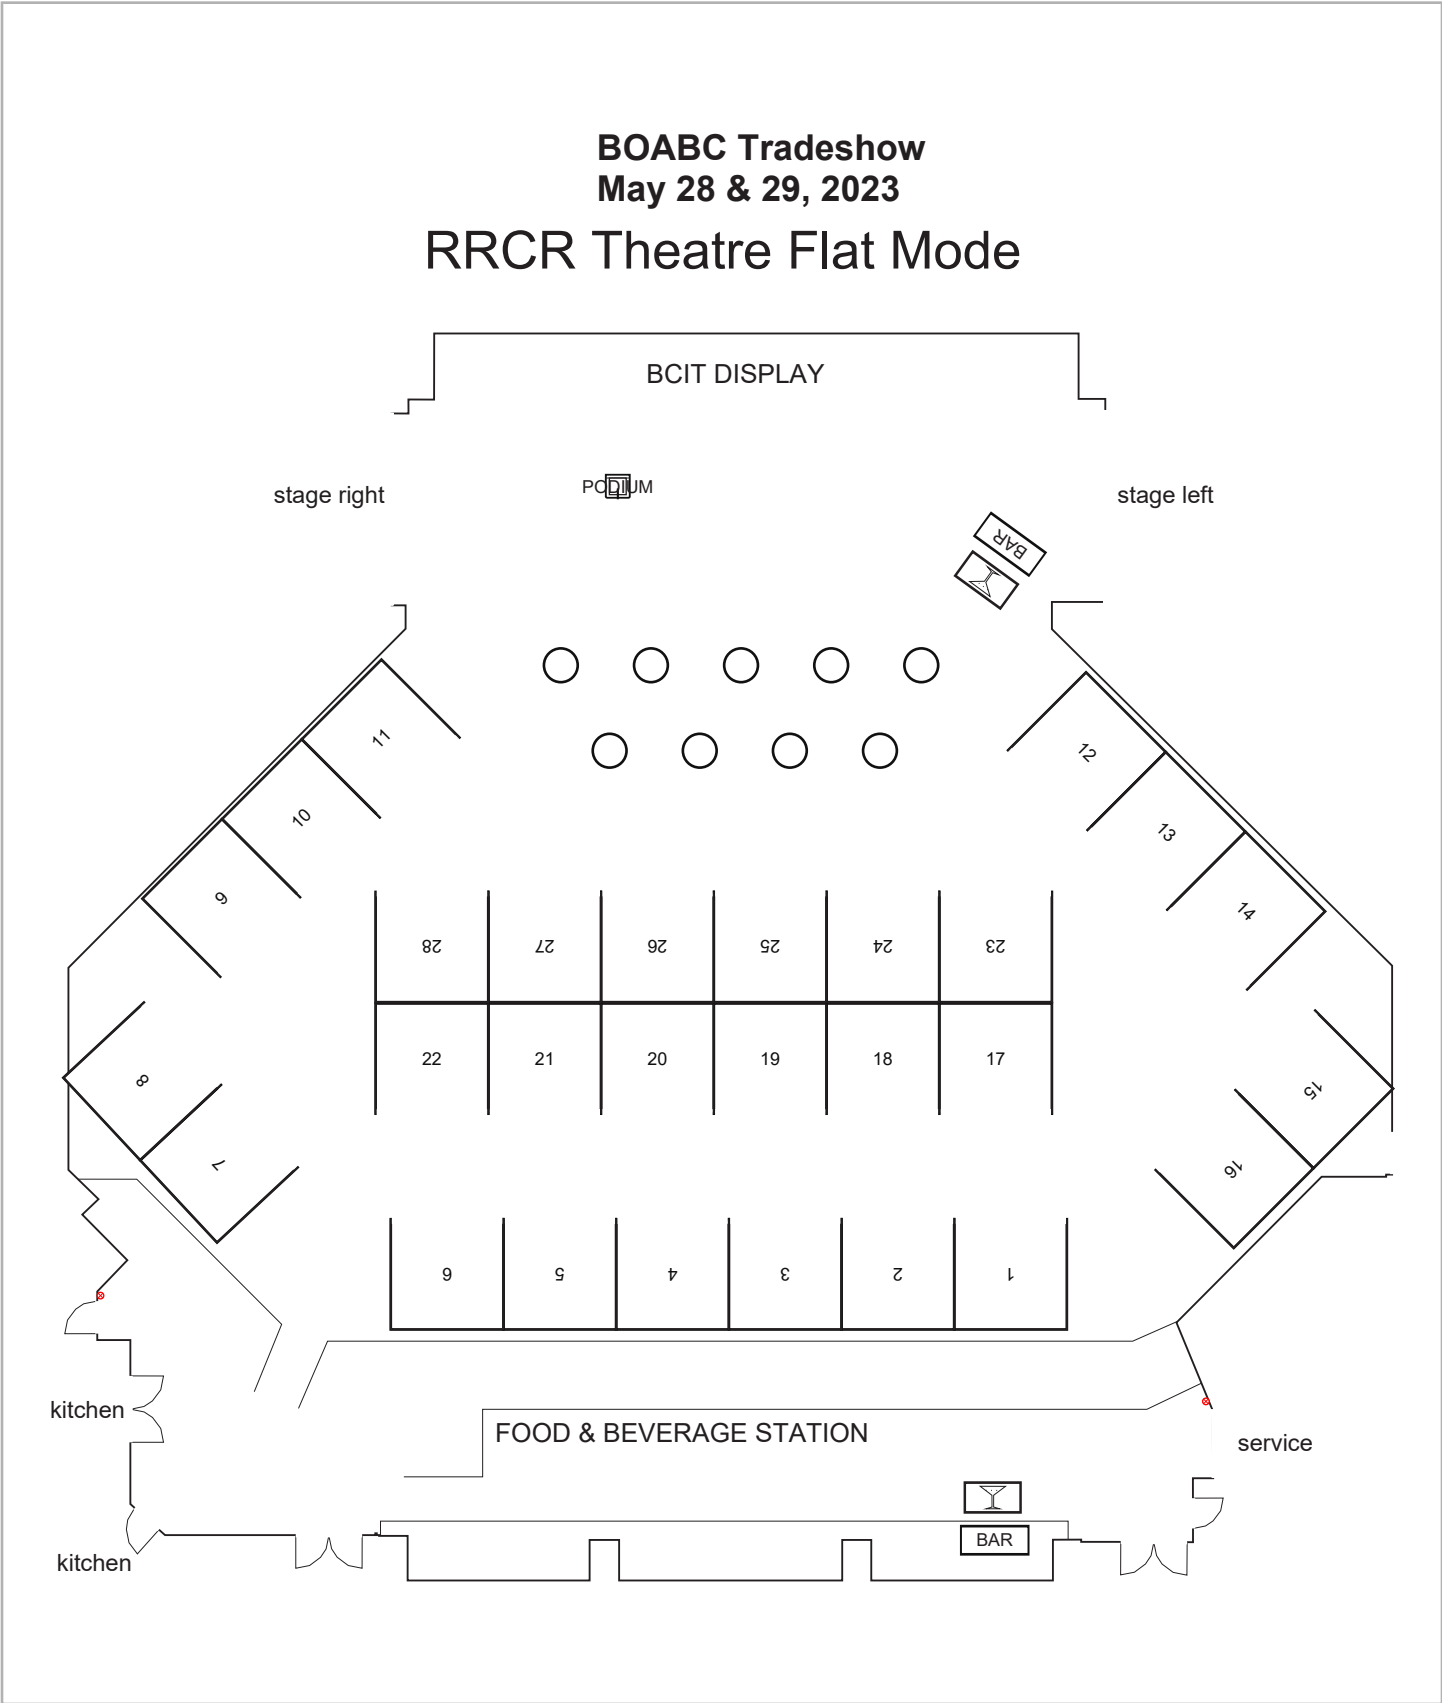 BOABC Tradeshow
May 28 & 29, 2023
RRCR Theatre Flat Mode
BCIT DISPLAY
stage right
PODIUM
stage left
BAR
11
12
10
13
9
14
28 27 26 25 24 23
22 21 20 19 18 17
8
15
7
16
6 5 4 3 2 1
kitchen
FOOD & BEVERAGE STATION
service
BAR
kitchen